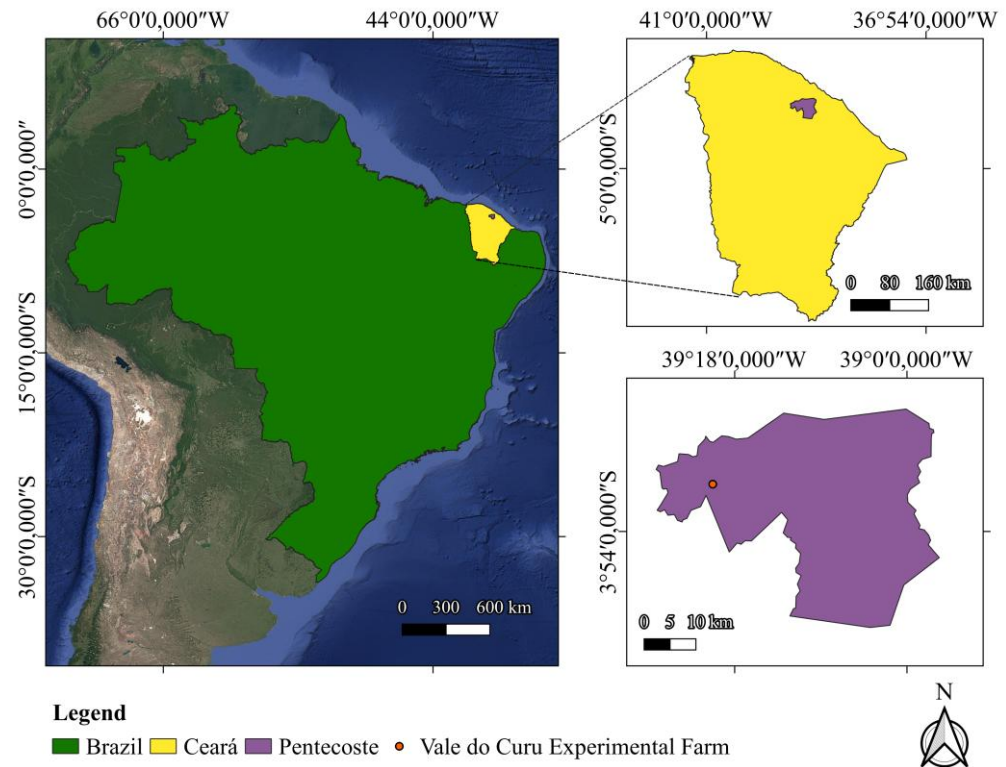 66°0′0,000″W 44°0′0,000″W
41°0′0,000″W 36°54′0,000″W
0°0′0,000″
15°0′0,000″S
30°0′0,000″S
0 300 600 km
5°0′0,000″S
0 80 160 km
39°18′0,000″W 39°0′0,000″W
3°54′0,000″S
0 5 10 km
Legend
Brazil Ceará Pentecoste Vale do Curu Experimental Farm
N